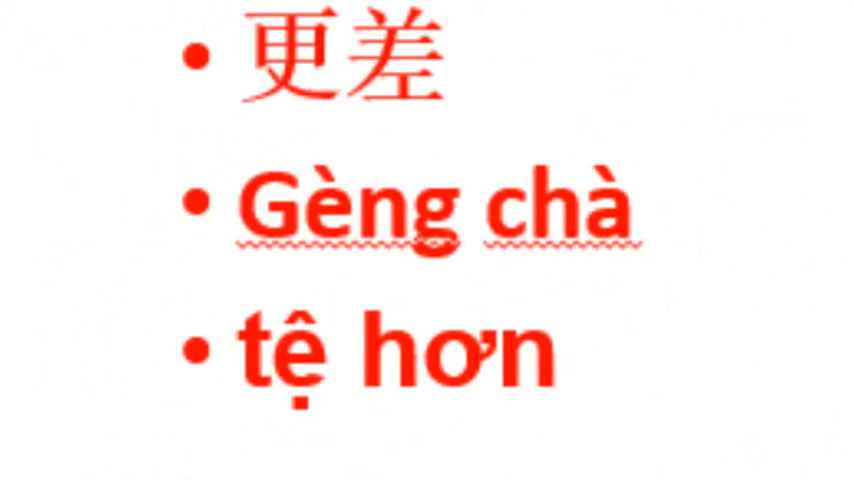 • 更差
• Gèng chà
• tệ hơn